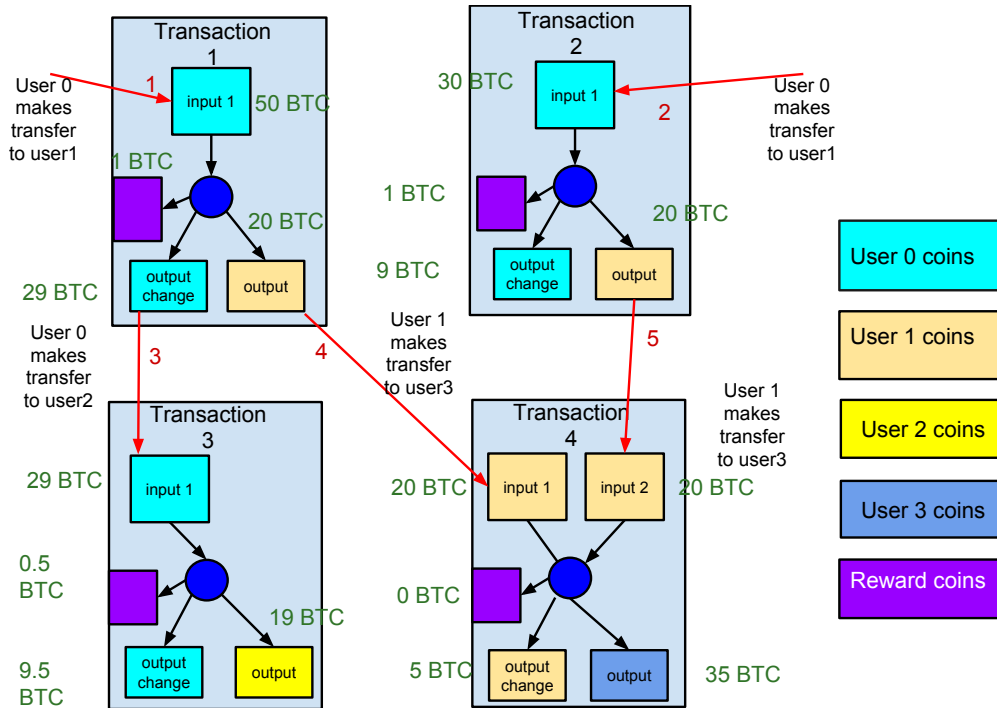 Transaction
1
User 0
makes
transfer
to user1
1
input 1
50 BTC
1 BTC
20 BTC
output
change
output
29 BTC
Transaction
2
30 BTC
input 1
2
User 0
makes
transfer
to user1
1 BTC
20 BTC
output
change
output
9 BTC
User 0
makes
transfer
to user2
3
4
User 1
makes
transfer
to user3
5
User 1
makes
transfer
to user3
Transaction
3
29 BTC
input 1
0.5
BTC
19 BTC
output
change
output
9.5
BTC
Transaction
4
20 BTC
input 1
input 2
20 BTC
0 BTC
5 BTC
output
change
output
35 BTC
User 0 coins
User 1 coins
User 2 coins
User 3 coins
Reward coins